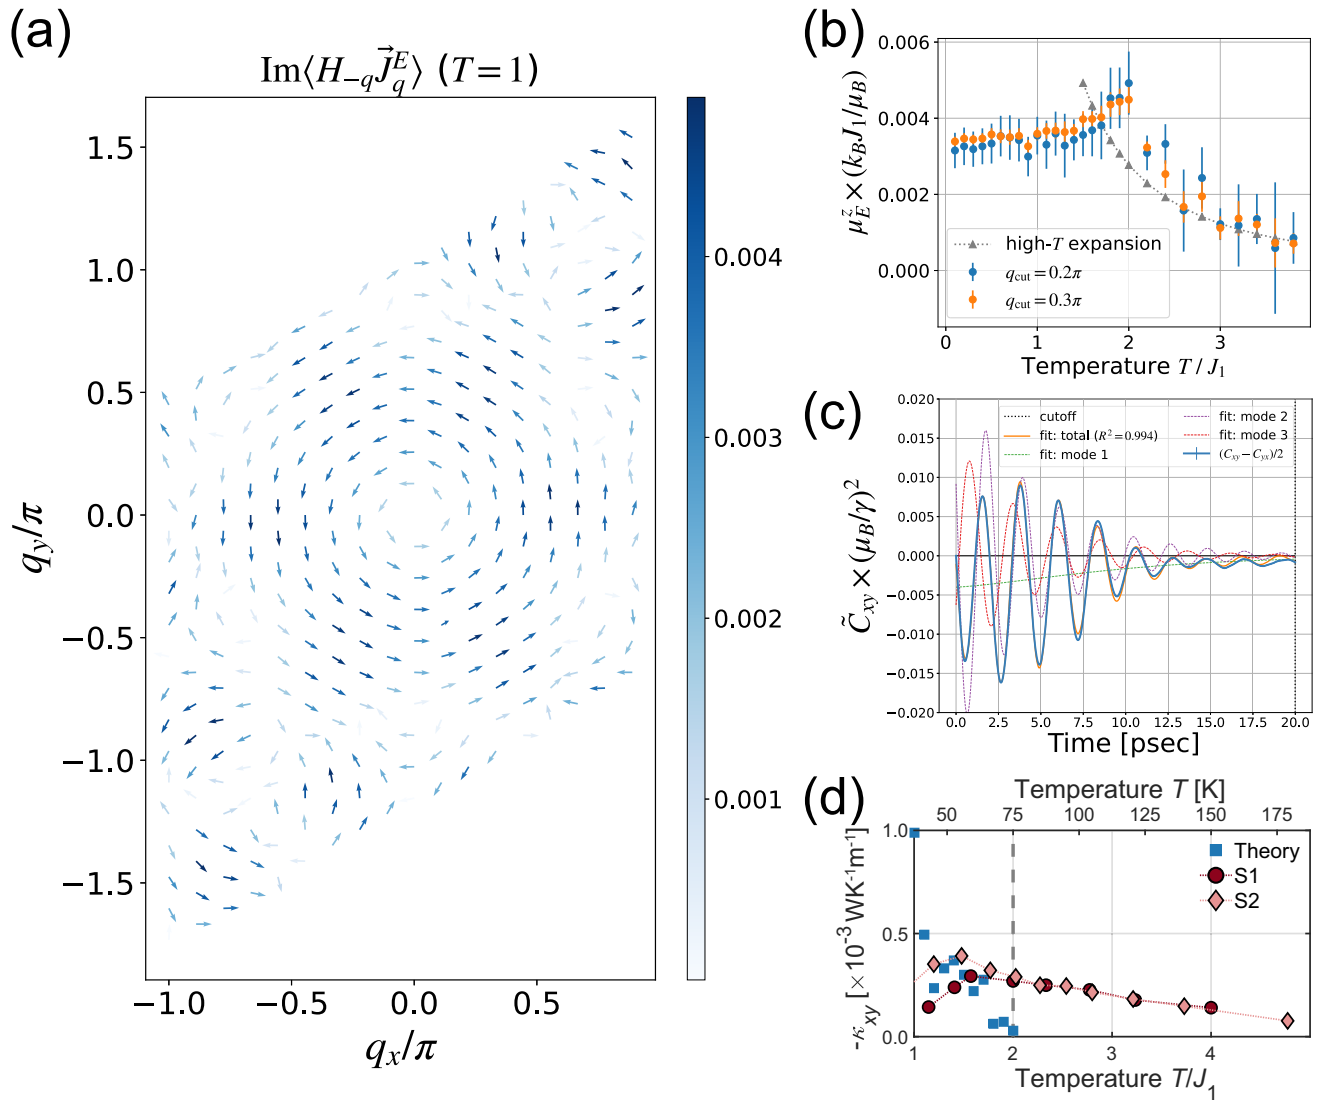 (a)
Im⟨H₋q J⃗qᴱ⟩ (T=1)
1.5
1.0
0.5
0.0
−0.5
−1.0
−1.5
qy/π
−1.0
−0.5
0.0
0.5
qx/π
0.004
0.003
0.002
0.001
(b)
0.006
0.004
0.002
0.000
μᶻE × (kBJ1/μB)
high-T expansion
qcut=0.2π
qcut=0.3π
0
1
2
3
Temperature T/J1
(c)
0.020
0.015
0.010
0.005
0.000
−0.005
−0.010
−0.015
−0.020
C̃xy × (μB/γ)²
cutoff
fit: total (R²=0.994)
fit: mode 1
fit: mode 2
fit: mode 3
(Cxy−Cyx)/2
0.0
2.5
5.0
7.5
10.0
12.5
15.0
17.5
20.0
Time [psec]
(d)
Temperature T [K]
50
75
100
125
150
175
1.0
0.5
0.0
-κxy [×10⁻³ WK⁻¹m⁻¹]
Theory
S1
S2
1
2
3
4
Temperature T/J1